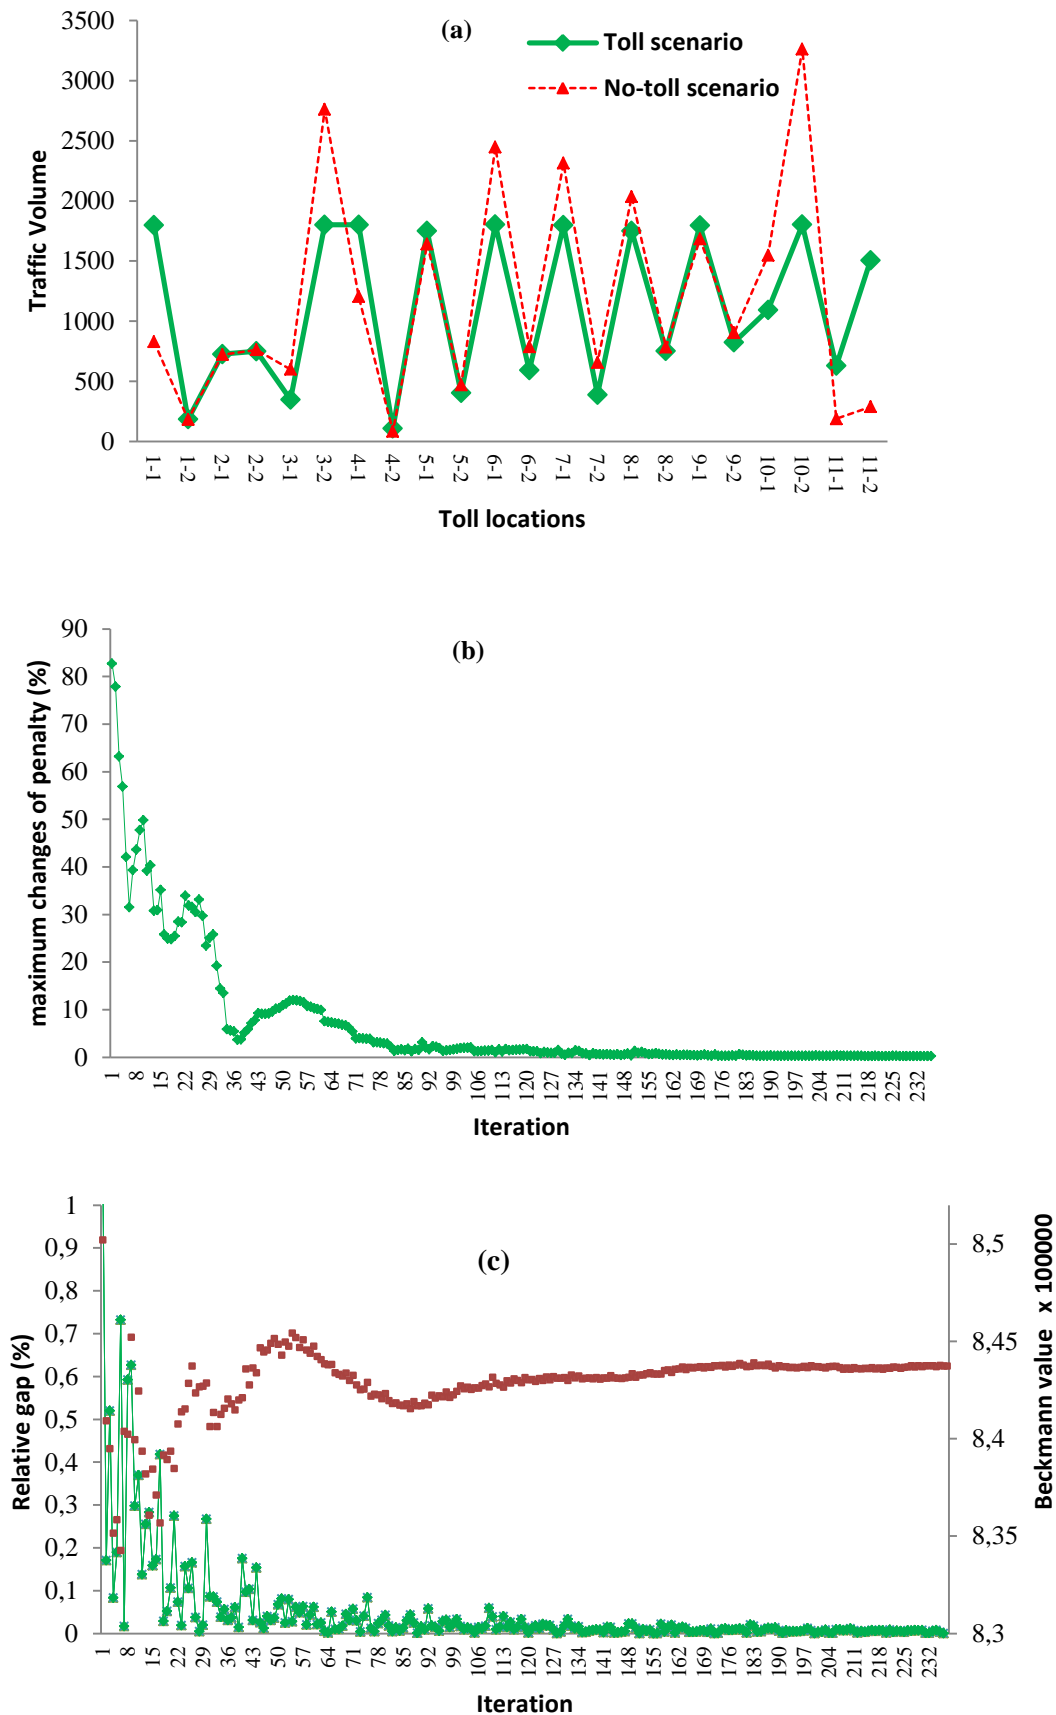 (a)
Toll scenario
No-toll scenario
Traffic Volume
3500
3000
2500
2000
1500
1000
500
0
1-1 1-2 2-1 2-2 3-1 3-2 4-1 4-2 5-1 5-2 6-1 6-2 7-1 7-2 8-1 8-2 9-1 9-2 10-1 10-2 11-1 11-2
Toll locations
(b)
maximum changes of penalty (%)
90
80
70
60
50
40
30
20
10
0
1 8 15 22 29 36 43 50 57 64 71 78 85 92 99 106 113 120 127 134 141 148 155 162 169 176 183 190 197 204 211 218 225 232
Iteration
(c)
Relative gap (%)
1
0,9
0,8
0,7
0,6
0,5
0,4
0,3
0,2
0,1
0
8,5
8,45
8,4
8,35
8,3
Beckmann value x 100000
1 8 15 22 29 36 43 50 57 64 71 78 85 92 99 106 113 120 127 134 141 148 155 162 169 176 183 190 197 204 211 218 225 232
Iteration